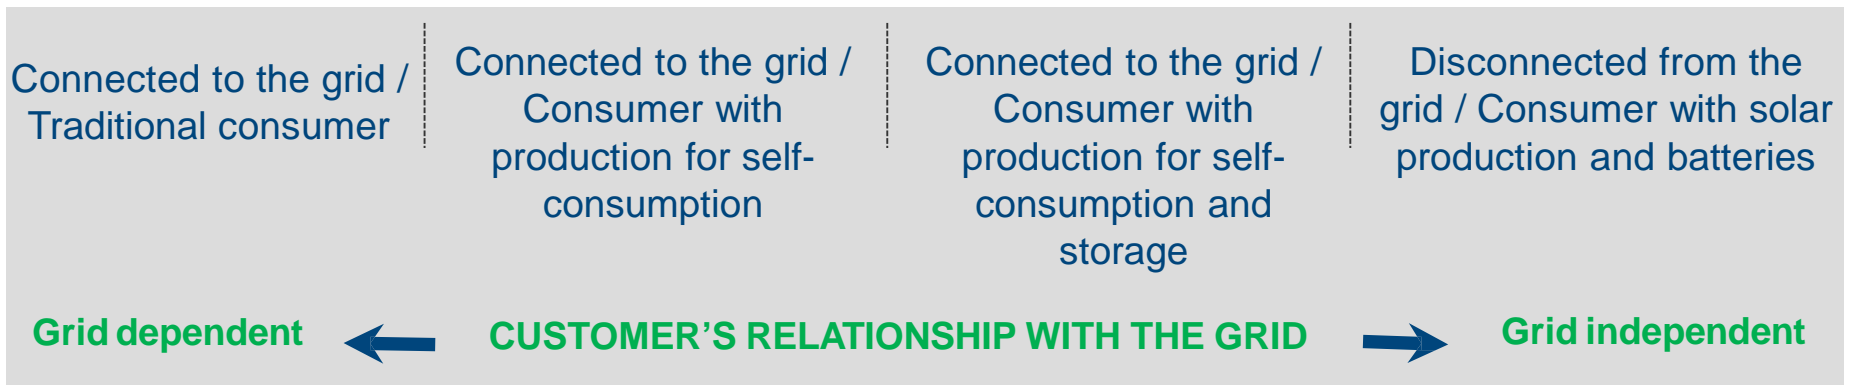 Connected to the grid /
Traditional consumer
Connected to the grid /
Consumer with
production for self-
consumption
Connected to the grid /
Consumer with
production for self-
consumption and
storage
Disconnected from the
grid / Consumer with solar
production and batteries
Grid dependent
CUSTOMER'S RELATIONSHIP WITH THE GRID
Grid independent